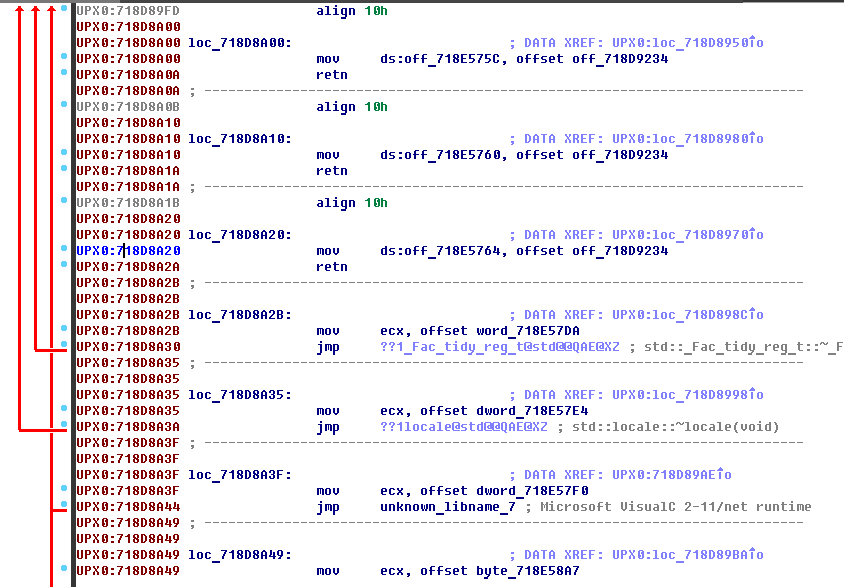 UPX0:718D89FD align 10h
UPX0:718D8A00
UPX0:718D8A00 loc_718D8A00: ; DATA XREF: UPX0:loc_718D8950↑o
UPX0:718D8A00 mov ds:off_718E575C, offset off_718D9234
UPX0:718D8A0A retn
UPX0:718D8A0A ; ---------------------------------------------------------------------------
UPX0:718D8A0B align 10h
UPX0:718D8A10
UPX0:718D8A10 loc_718D8A10: ; DATA XREF: UPX0:loc_718D8980↑o
UPX0:718D8A10 mov ds:off_718E5760, offset off_718D9234
UPX0:718D8A1A retn
UPX0:718D8A1A ; ---------------------------------------------------------------------------
UPX0:718D8A1B align 10h
UPX0:718D8A20
UPX0:718D8A20 loc_718D8A20: ; DATA XREF: UPX0:loc_718D8970↑o
UPX0:718D8A20 mov ds:off_718E5764, offset off_718D9234
UPX0:718D8A2A retn
UPX0:718D8A2B ; ---------------------------------------------------------------------------
UPX0:718D8A2B
UPX0:718D8A2B loc_718D8A2B: ; DATA XREF: UPX0:loc_718D898C↑o
UPX0:718D8A2B mov ecx, offset word_718E57DA
UPX0:718D8A30 jmp ??1_Fac_tidy_reg_t@std@@QAE@XZ ; std::_Fac_tidy_reg_t::~_F
UPX0:718D8A35 ; ---------------------------------------------------------------------------
UPX0:718D8A35
UPX0:718D8A35 loc_718D8A35: ; DATA XREF: UPX0:loc_718D8998↑o
UPX0:718D8A35 mov ecx, offset dword_718E57E4
UPX0:718D8A3A jmp ??1locale@std@@QAE@XZ ; std::locale::~locale(void)
UPX0:718D8A3F ; ---------------------------------------------------------------------------
UPX0:718D8A3F
UPX0:718D8A3F loc_718D8A3F: ; DATA XREF: UPX0:718D89AE↑o
UPX0:718D8A3F mov ecx, offset dword_718E57F0
UPX0:718D8A44 jmp unknown_libname_7 ; Microsoft VisualC 2-11/net runtime
UPX0:718D8A49 ; ---------------------------------------------------------------------------
UPX0:718D8A49
UPX0:718D8A49 loc_718D8A49: ; DATA XREF: UPX0:loc_718D89BA↑o
UPX0:718D8A49 mov ecx, offset byte_718E58A7